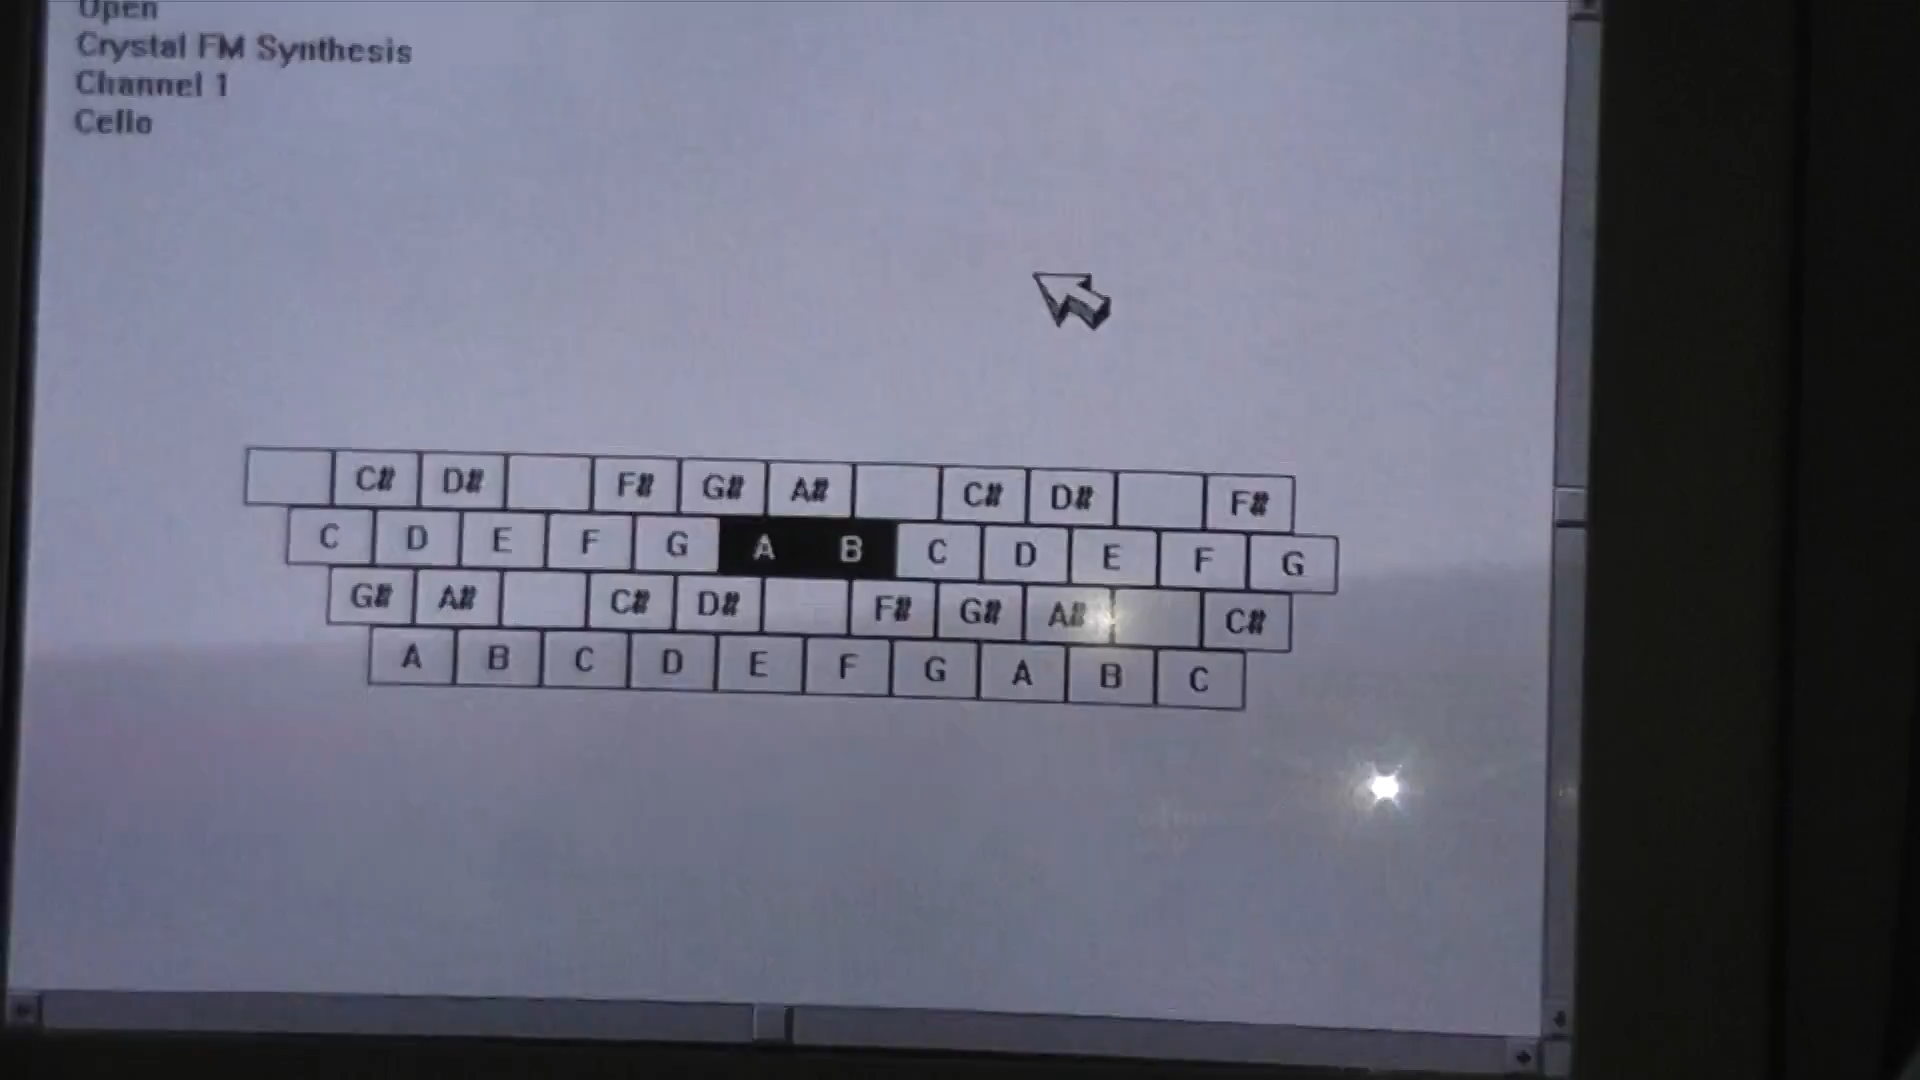 Open
Crystal FM Synthesis
Channel 1
Cello
C# D# F# G# A# C# D# F#
C D E F G A B C D E F G
G# A# C# D# F# G# A# C#
A B C D E F G A B C